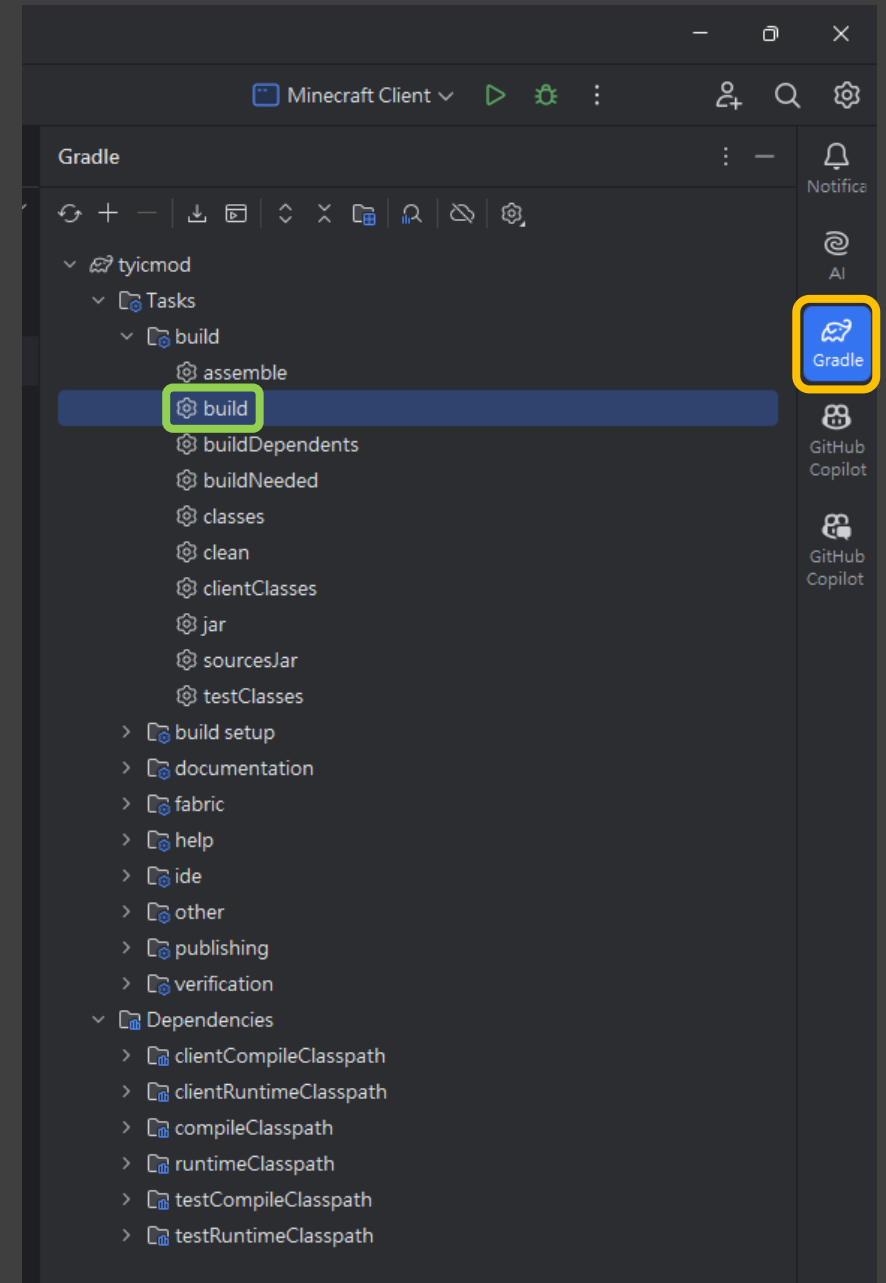 Minecraft Client
Gradle
Notifica
tyicmod
AI
Tasks
build
Gradle
assemble
build
GitHub
Copilot
buildDependents
buildNeeded
classes
GitHub
Copilot
clean
clientClasses
jar
sourcesJar
testClasses
build setup
documentation
fabric
help
ide
other
publishing
verification
Dependencies
clientCompileClasspath
clientRuntimeClasspath
compileClasspath
runtimeClasspath
testCompileClasspath
testRuntimeClasspath